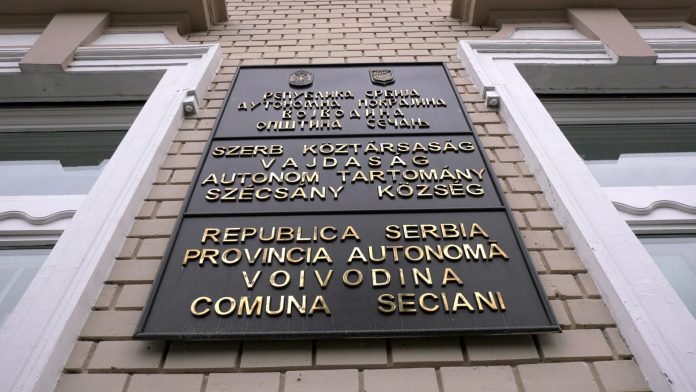 РЕПУБЛИКА СРБИЈА
АУТОНОМНА ПОКРАЈИНА
ВОЈВОДИНА
ОПШТИНА СЕЧАЊ
SZERB KÖZTÁRSASÁG
VAJDASÁG
AUTONOM TARTOMÁNY
SZÉCSÁNY KÖZSÉG
REPUBLICA SERBIA
PROVINCIA AUTONOMĂ
VOIVODINA
COMUNA SECIANI